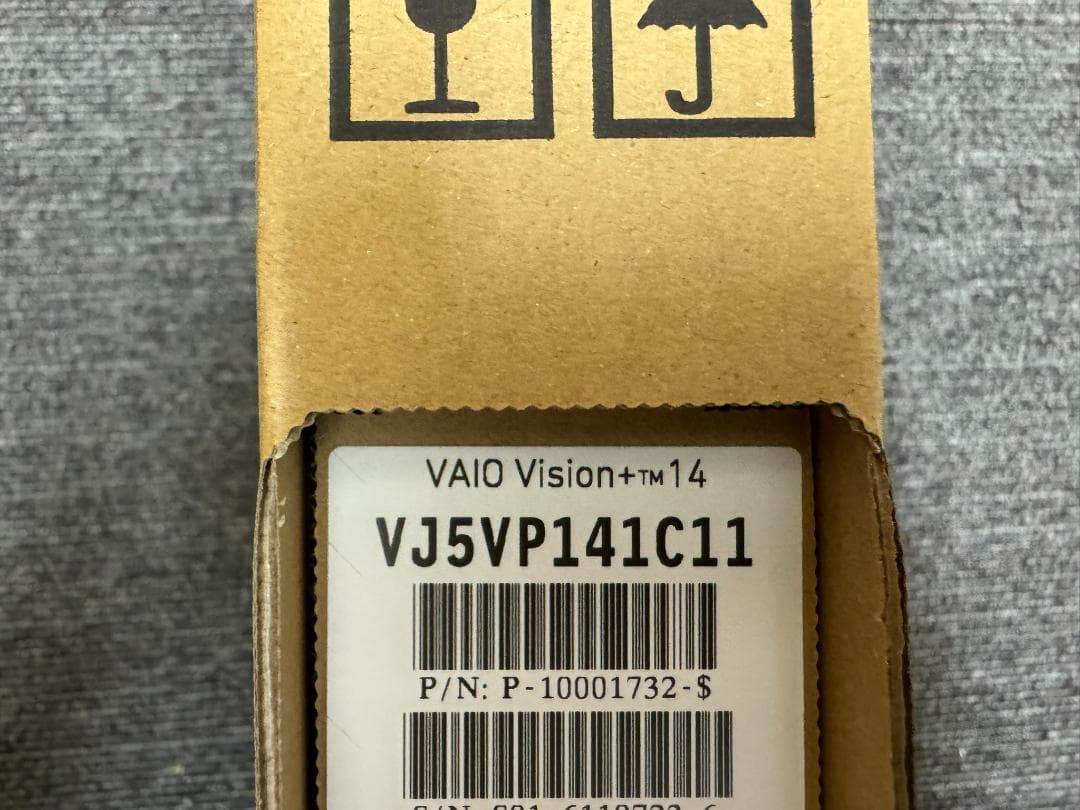 VAIO Vision+™14
VJ5VP141C11
P/N: P-10001732-$